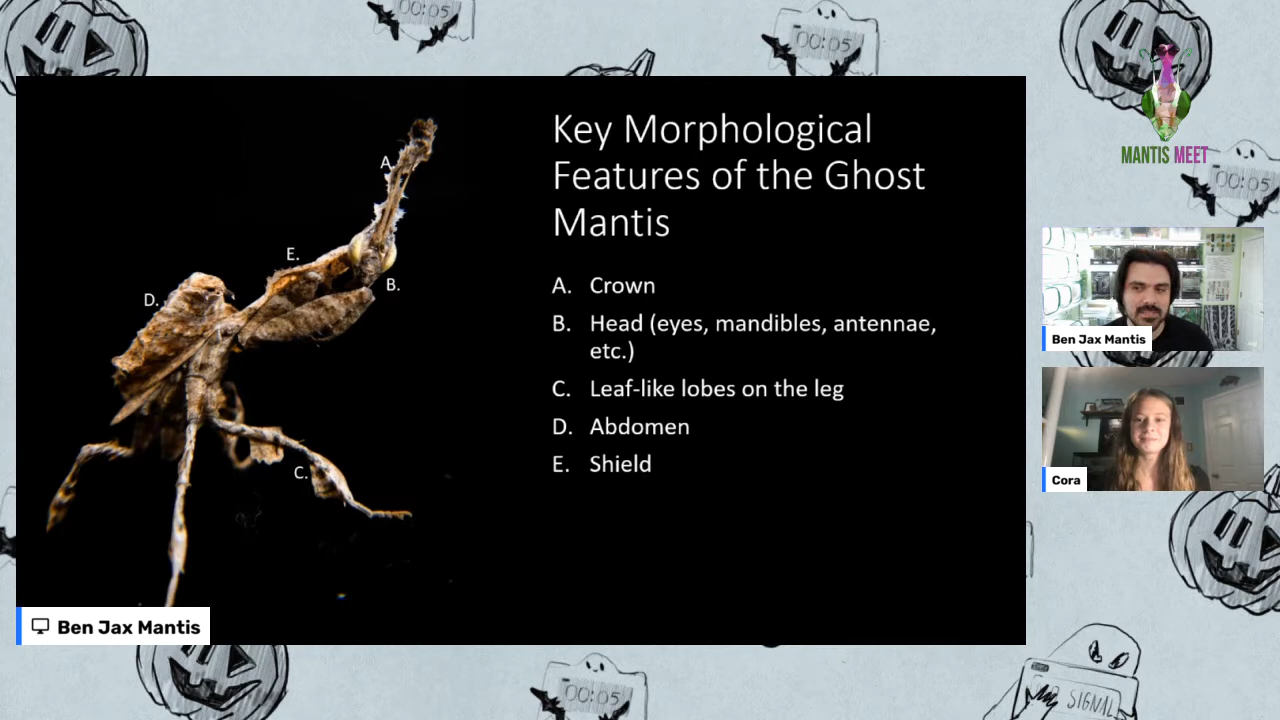 00:05
00:05
MANTIS MEET
00:05
Key Morphological
Features of the Ghost
Mantis
A.
E.
B.
D.
C.
A. Crown
B. Head (eyes, mandibles, antennae,
etc.)
C. Leaf-like lobes on the leg
D. Abdomen
E. Shield
Ben Jax Mantis
Cora
Ben Jax Mantis
00:05
SIGNAL